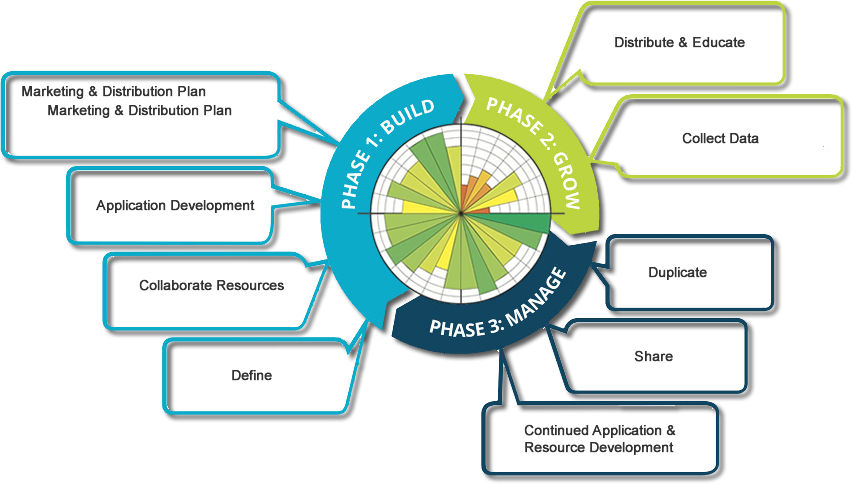 Distribute & Educate
Marketing & Distribution Plan
Marketing & Distribution Plan
PHASE 1: BUILD
PHASE 2: GROW
Collect Data
Application Development
Collaborate Resources
Duplicate
PHASE 3: MANAGE
Share
Define
Continued Application &
Resource Development